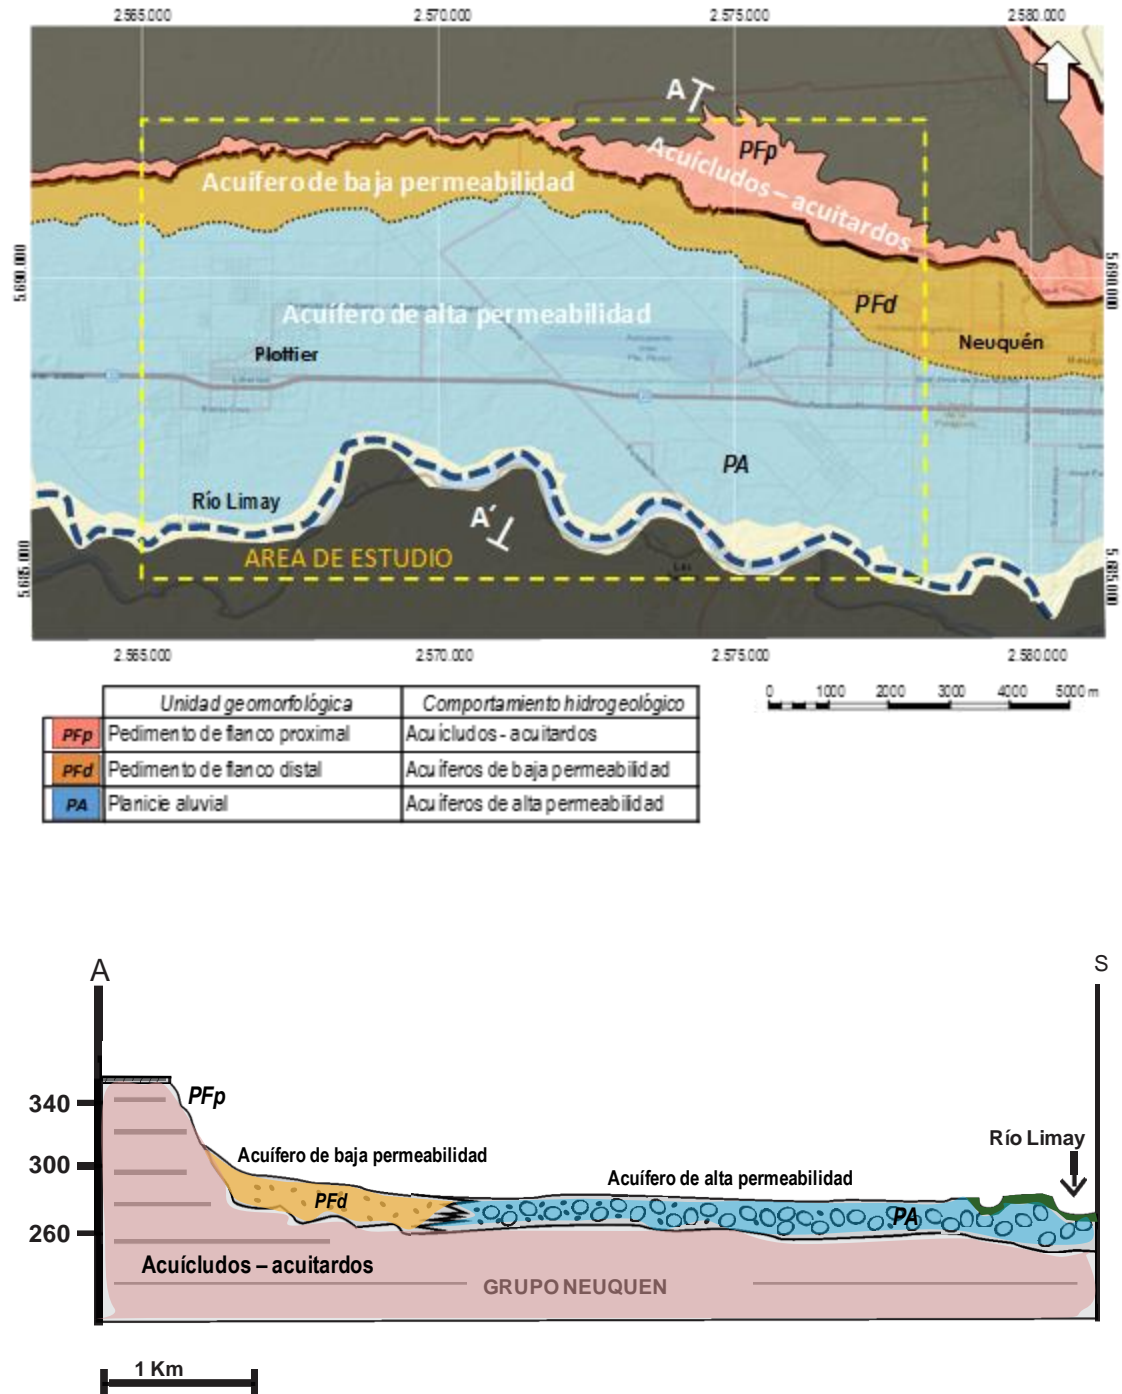 2.565.000 2.570.000 2.575.000 2.580.000
A
PFp
Acuícludos – acuitardos
Acuífero de baja permeabilidad
5.690.000 5.690.000
PFd
Acuífero de alta permeabilidad
Neuquén
Plottier
PA
Río Limay
A´
AREA DE ESTUDIO
5.685.000 5.685.000
2.565.000 2.570.000 2.575.000 2.580.000
Unidad geomorfológica Comportamiento hidrogeológico
PFp Pedimento de flanco proximal Acuícludos - acuitardos
PFd Pedimento de flanco distal Acuíferos de baja permeabilidad
PA Planicie aluvial Acuíferos de alta permeabilidad
0 1000 2000 3000 4000 5000 m
A S
PFp
340
Río Limay
Acuífero de baja permeabilidad
300
Acuífero de alta permeabilidad
PFd
PA
260
Acuícludos – acuitardos
GRUPO NEUQUEN
1 Km